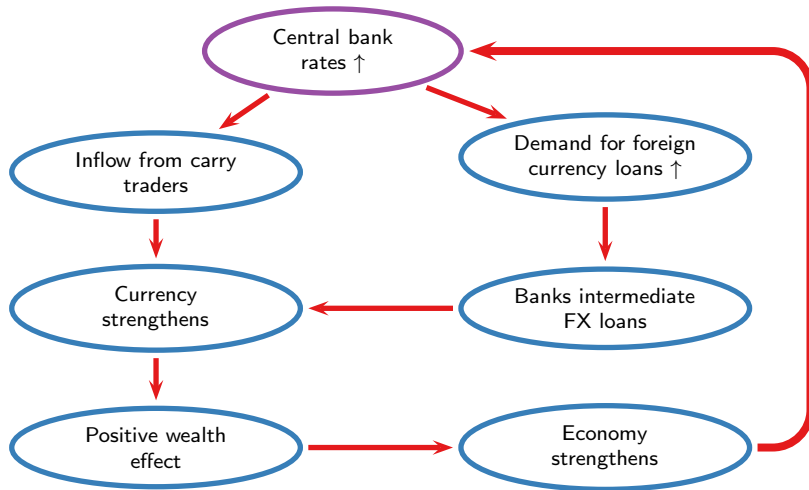 Central bank
rates ↑
Inflow from carry
traders
Demand for foreign
currency loans ↑
Currency
strengthens
Banks intermediate
FX loans
Positive wealth
effect
Economy
strengthens